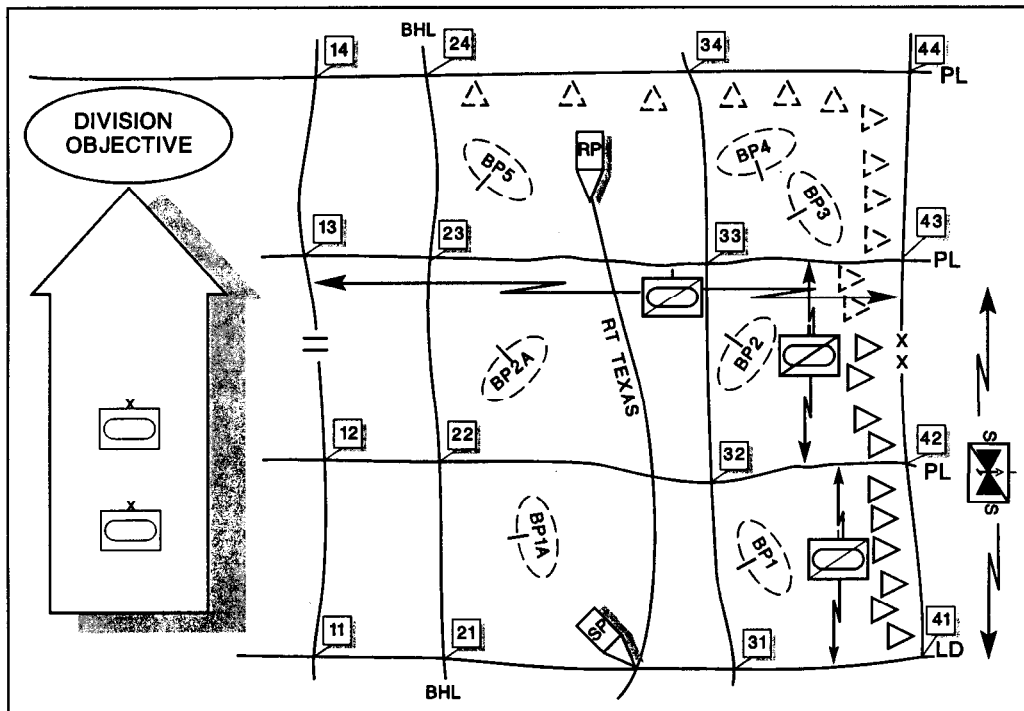 BHL
14
24
34
44
PL
DIVISION
OBJECTIVE
RP
BP5
BP4
BP3
13
23
33
43
PL
RT TEXAS
BP2A
BP2
X
X
X
12
22
32
42
PL
S
S
X
BP1A
BP1
SP
11
21
31
41
LD
BHL